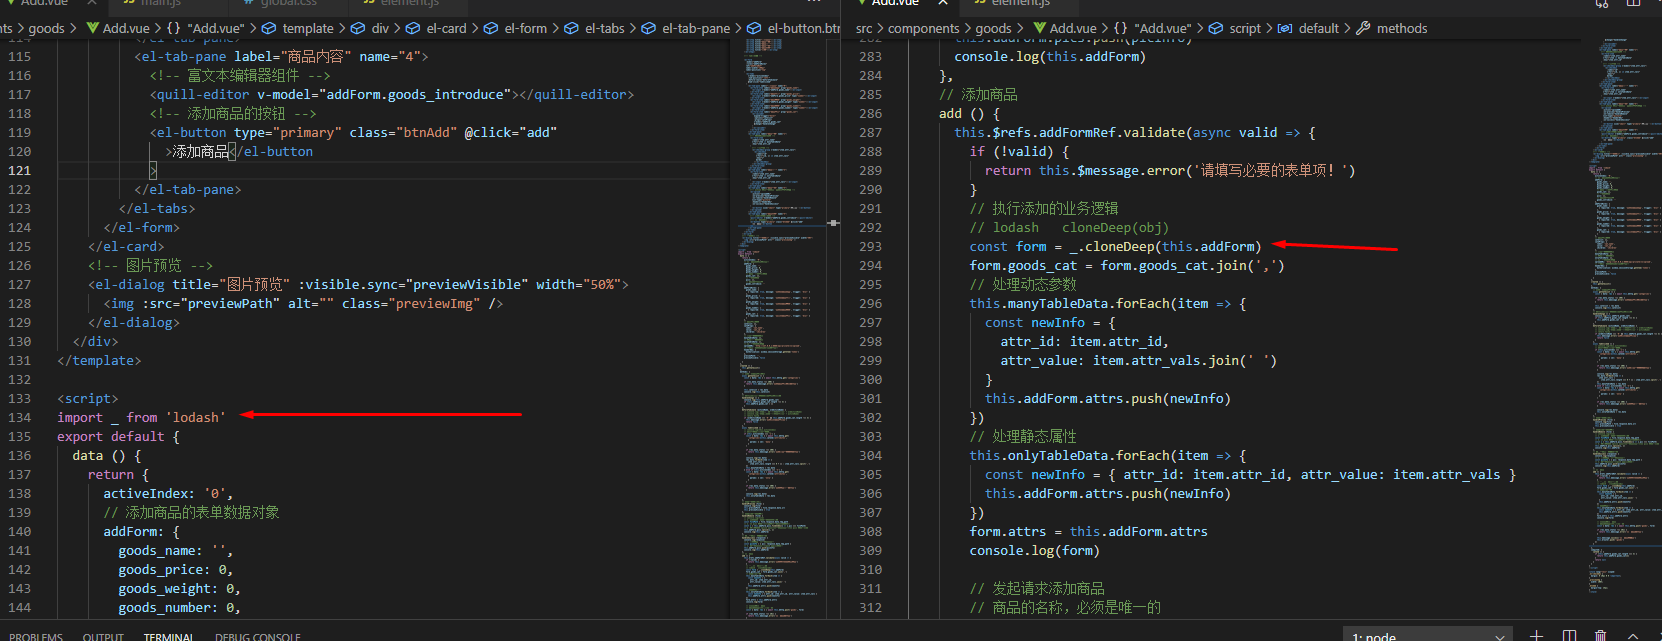 Add.vue main.js global.css element.js
nts > goods > Add.vue > {} "Add.vue" > template > div > el-card > el-form > el-tabs > el-tab-pane > el-button.btn
115 <el-tab-pane label="商品内容" name="4">
116 <!-- 富文本编辑器组件 -->
117 <quill-editor v-model="addForm.goods_introduce"></quill-editor>
118 <!-- 添加商品的按钮 -->
119 <el-button type="primary" class="btnAdd" @click="add"
120 >添加商品</el-button
121 >
122 </el-tab-pane>
123 </el-tabs>
124 </el-form>
125 </el-card>
126 <!-- 图片预览 -->
127 <el-dialog title="图片预览" :visible.sync="previewVisible" width="50%">
128 <img :src="previewPath" alt="" class="previewImg" />
129 </el-dialog>
130 </div>
131 </template>
132
133 <script>
134 import _ from 'lodash'
135 export default {
136 data () {
137 return {
138 activeIndex: '0',
139 // 添加商品的表单数据对象
140 addForm: {
141 goods_name: '',
142 goods_price: 0,
143 goods_weight: 0,
144 goods_number: 0,
Add.vue element.js
src > components > goods > Add.vue > {} "Add.vue" > script > default > methods
282 this.addForm.pics.push(picInfo)
283 console.log(this.addForm)
284 },
285 // 添加商品
286 add () {
287 this.$refs.addFormRef.validate(async valid => {
288 if (!valid) {
289 return this.$message.error('请填写必要的表单项！')
290 }
291 // 执行添加的业务逻辑
292 // lodash cloneDeep(obj)
293 const form = _.cloneDeep(this.addForm)
294 form.goods_cat = form.goods_cat.join(',')
295 // 处理动态参数
296 this.manyTableData.forEach(item => {
297 const newInfo = {
298 attr_id: item.attr_id,
299 attr_value: item.attr_vals.join(' ')
300 }
301 this.addForm.attrs.push(newInfo)
302 })
303 // 处理静态属性
304 this.onlyTableData.forEach(item => {
305 const newInfo = { attr_id: item.attr_id, attr_value: item.attr_vals }
306 this.addForm.attrs.push(newInfo)
307 })
308 form.attrs = this.addForm.attrs
309 console.log(form)
310
311 // 发起请求添加商品
312 // 商品的名称，必须是唯一的
PROBLEMS OUTPUT TERMINAL DEBUG CONSOLE 1: node